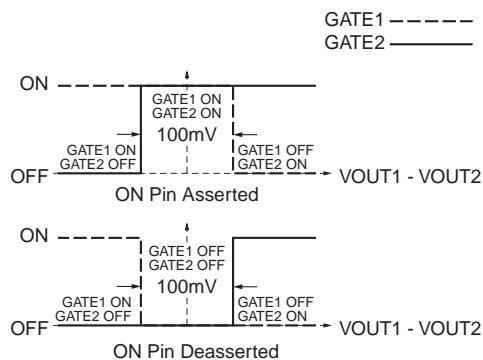 GATE1
GATE2
ON
GATE1 ON
GATE2 ON
100mV
GATE1 ON
GATE2 OFF
GATE1 OFF
GATE2 ON
OFF
VOUT1 - VOUT2
ON Pin Asserted
ON
GATE1 OFF
GATE2 OFF
100mV
GATE1 ON
GATE2 OFF
GATE1 OFF
GATE2 ON
OFF
VOUT1 - VOUT2
ON Pin Deasserted